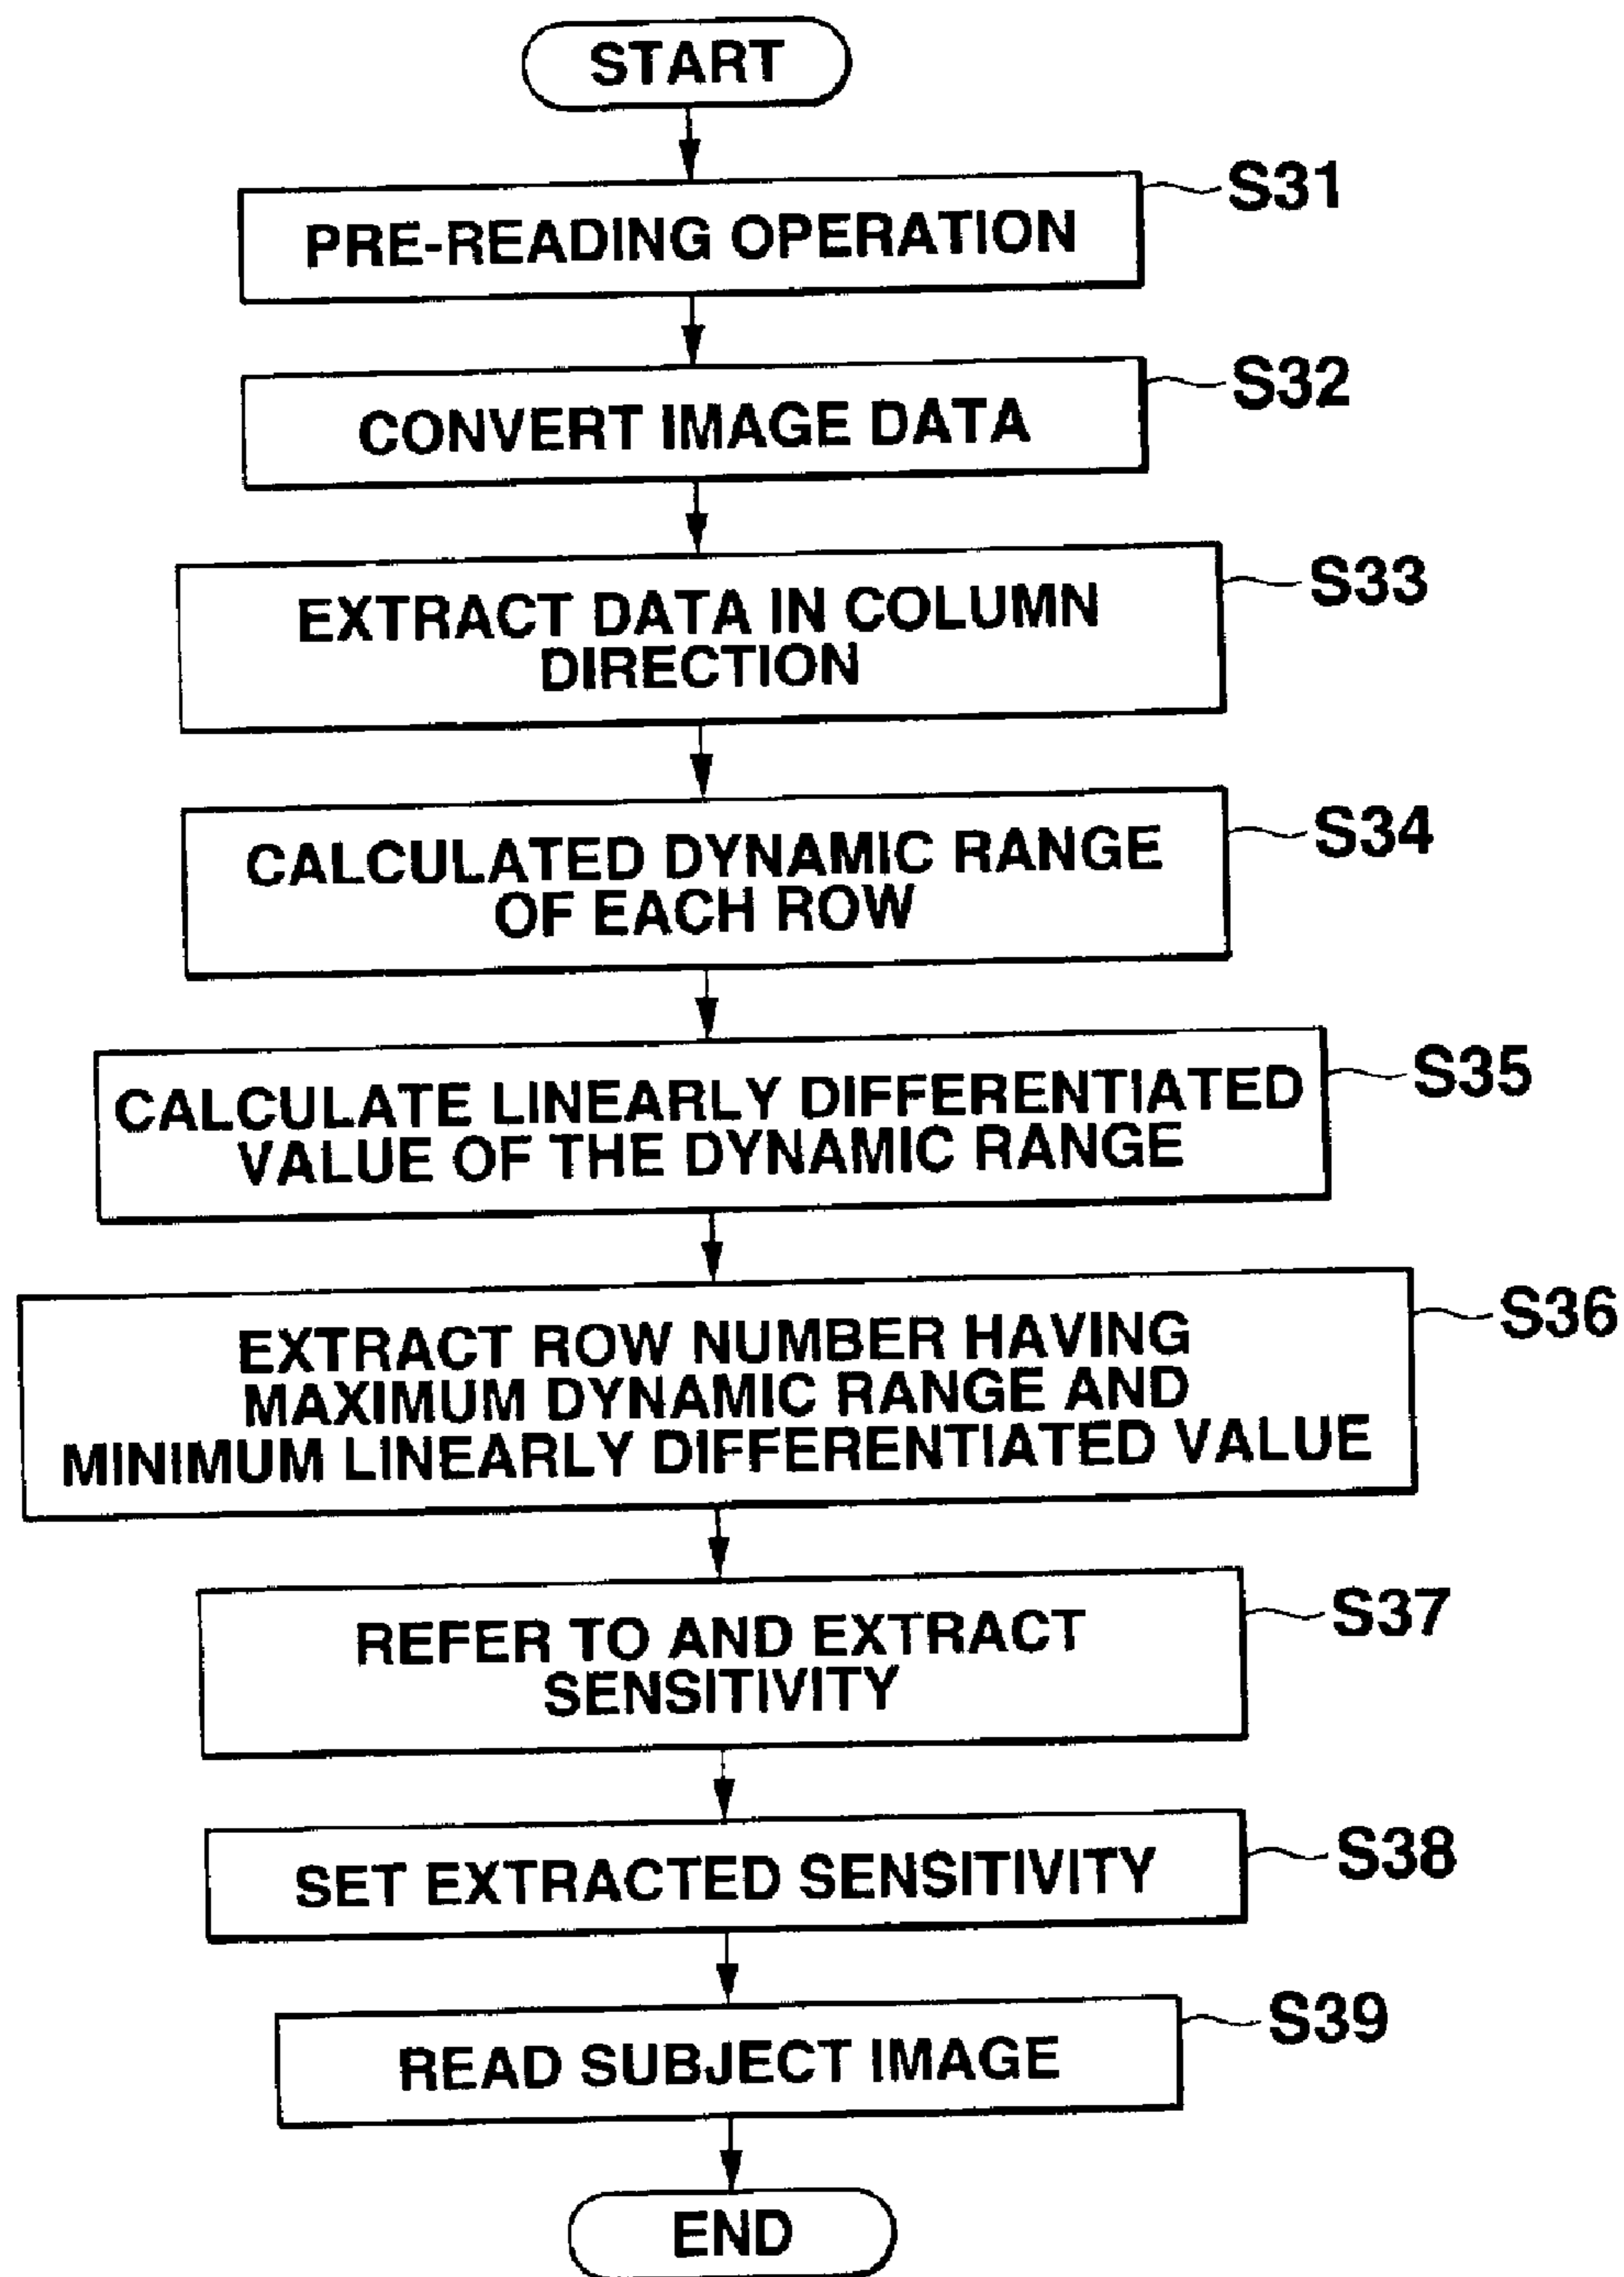 START
S31
PRE-READING OPERATION
S32
CONVERT IMAGE DATA
S33
EXTRACT DATA IN COLUMN
DIRECTION
S34
CALCULATED DYNAMIC RANGE
OF EACH ROW
S35
CALCULATE LINEARLY DIFFERENTIATED
VALUE OF THE DYNAMIC RANGE
S36
EXTRACT ROW NUMBER HAVING
MAXIMUM DYNAMIC RANGE AND
MINIMUM LINEARLY DIFFERENTIATED VALUE
S37
REFER TO AND EXTRACT
SENSITIVITY
S38
SET EXTRACTED SENSITIVITY
S39
READ SUBJECT IMAGE
END